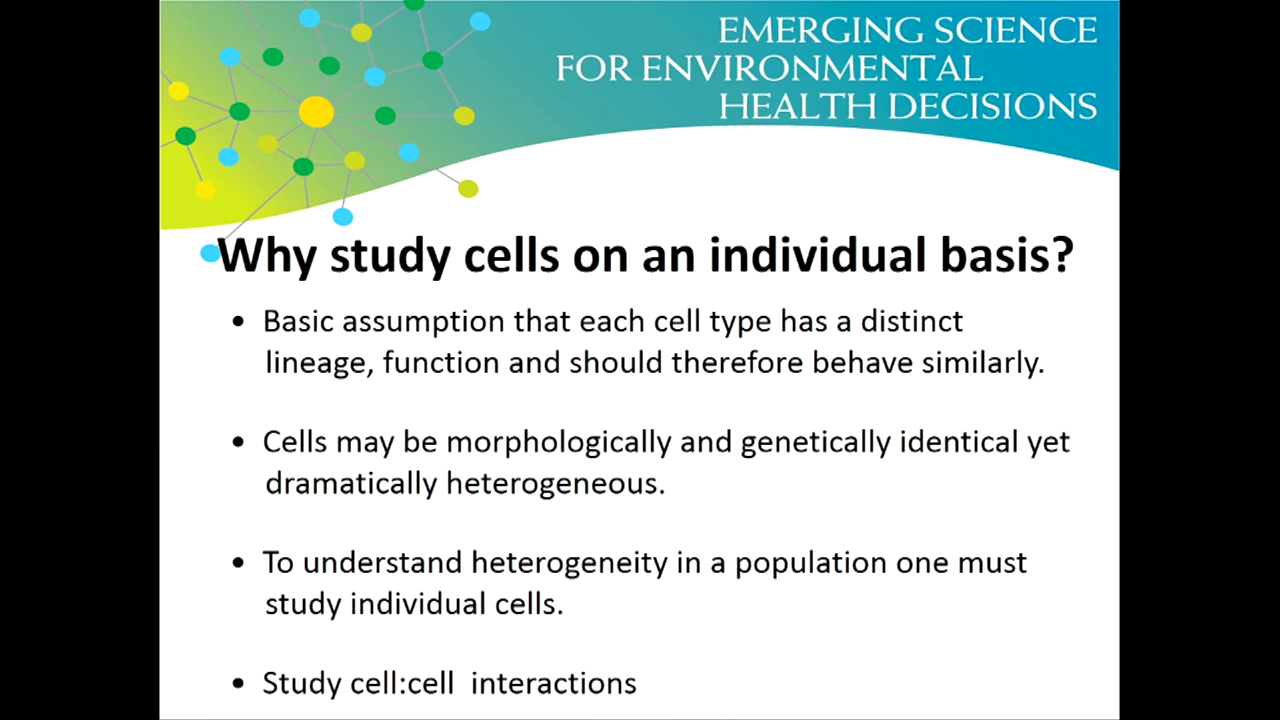 EMERGING SCIENCE
FOR ENVIRONMENTAL
HEALTH DECISIONS
Why study cells on an individual basis?
• Basic assumption that each cell type has a distinct
lineage, function and should therefore behave similarly.
• Cells may be morphologically and genetically identical yet
dramatically heterogeneous.
• To understand heterogeneity in a population one must
study individual cells.
• Study cell:cell  interactions